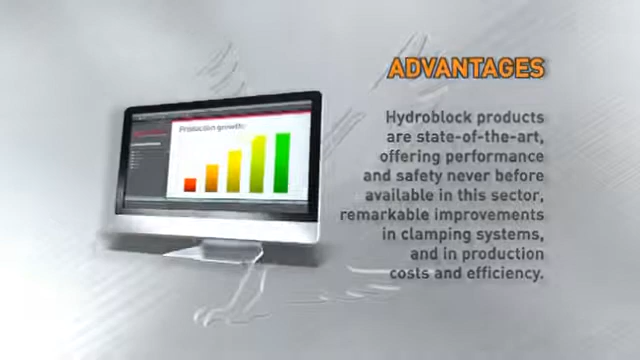 ADVANTAGES
Production growth
Hydroblock products
are state-of-the-art,
offering performance
and safety never before
available in this sector,
remarkable improvements
in clamping systems,
and in production
costs and efficiency.